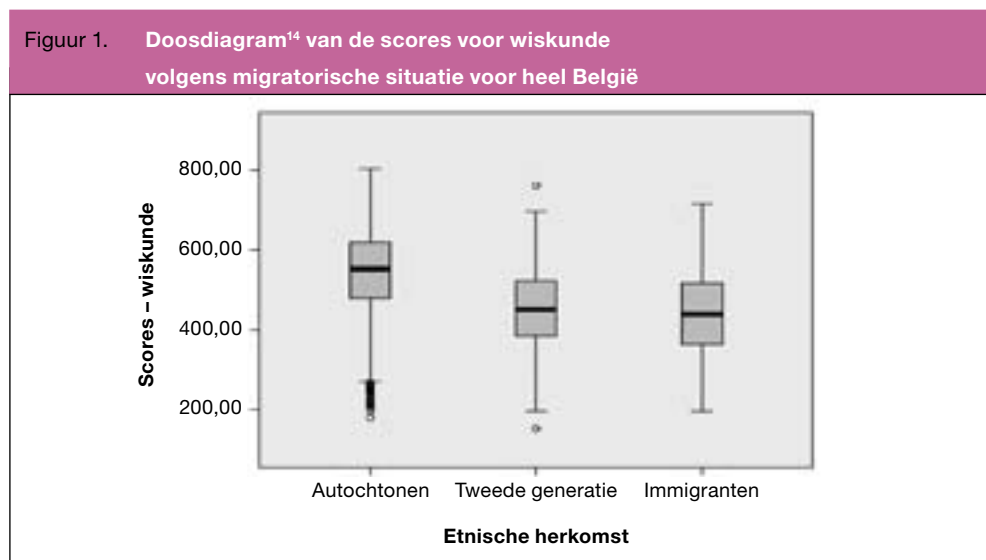 Figuur 1. Doosdiagram¹⁴ van de scores voor wiskunde
volgens migratorische situatie voor heel België
800,00
600,00
400,00
200,00
Scores – wiskunde
Autochtonen Tweede generatie Immigranten
Etnische herkomst